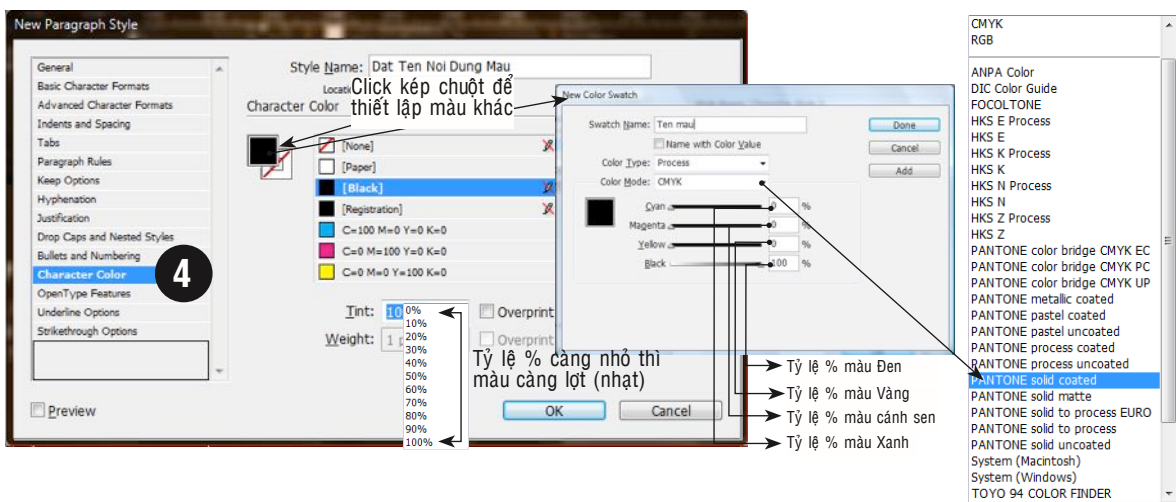 New Paragraph Style
General
Basic Character Formats
Advanced Character Formats
Indents and Spacing
Tabs
Paragraph Rules
Keep Options
Hyphenation
Justification
Drop Caps and Nested Styles
Bullets and Numbering
Character Color
OpenType Features
Underline Options
Strikethrough Options
4
Preview
Style Name: Dat Ten Noi Dung Mau
Click kép chuột để
thiết lập màu khác
Character Color
[None]
[Paper]
[Black]
[Registration]
C=100 M=0 Y=0 K=0
C=0 M=100 Y=0 K=0
C=0 M=0 Y=100 K=0
Tint:
Overprint
Weight: 1
Overprint
0%
10%
20%
30%
40%
50%
60%
70%
80%
90%
100%
Tỷ lệ % càng nhỏ thì
màu càng lợt (nhạt)
OK
Cancel
New Color Swatch
Swatch Name: Ten mau
Name with Color Value
Color Type: Process
Color Mode: CMYK
Cyan 0 %
Magenta 0 %
Yellow 0 %
Black 100 %
Done
Cancel
Add
Tỷ lệ % màu Đen
Tỷ lệ % màu Vàng
Tỷ lệ % màu cánh sen
Tỷ lệ % màu Xanh
CMYK
RGB
ANPA Color
DIC Color Guide
FOCOLTONE
HKS E Process
HKS E
HKS K Process
HKS K
HKS N Process
HKS N
HKS Z Process
HKS Z
PANTONE color bridge CMYK EC
PANTONE color bridge CMYK PC
PANTONE color bridge CMYK UP
PANTONE metallic coated
PANTONE pastel coated
PANTONE pastel uncoated
PANTONE process coated
PANTONE process uncoated
PANTONE solid coated
PANTONE solid matte
PANTONE solid to process EURO
PANTONE solid to process
PANTONE solid uncoated
System (Macintosh)
System (Windows)
TOYO 94 COLOR FINDER